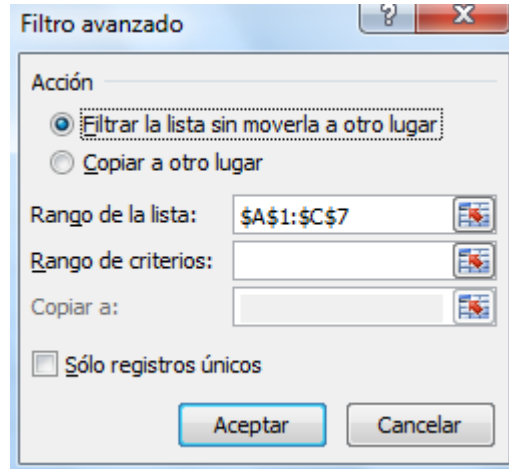 Filtro avanzado
Acción
Filtrar la lista sin moverla a otro lugar
Copiar a otro lugar
Rango de la lista: $A$1:$C$7
Rango de criterios:
Copiar a:
Sólo registros únicos
Aceptar Cancelar